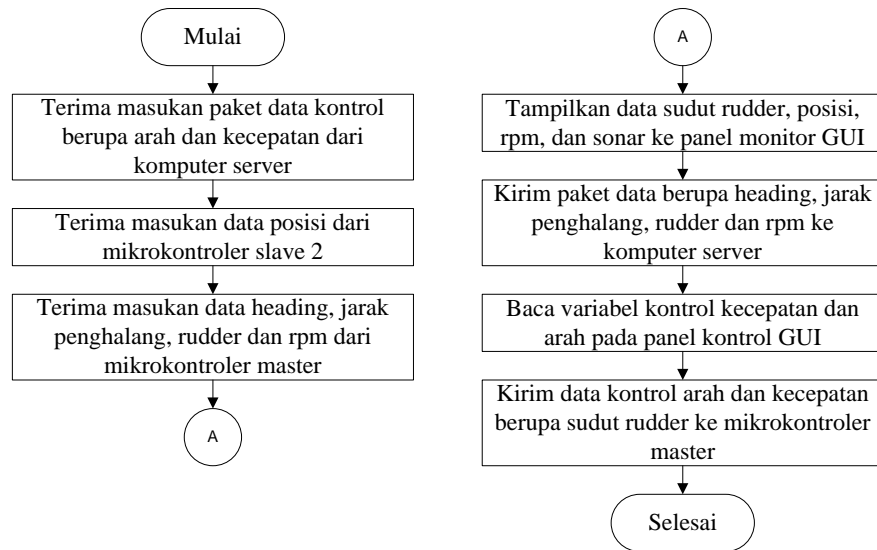 Mulai
Terima masukan paket data kontrol
berupa arah dan kecepatan dari
komputer server
Terima masukan data posisi dari
mikrokontroler slave 2
Terima masukan data heading, jarak
penghalang, rudder dan rpm dari
mikrokontroler master
A
A
Tampilkan data sudut rudder, posisi,
rpm, dan sonar ke panel monitor GUI
Kirim paket data berupa heading, jarak
penghalang, rudder dan rpm ke
komputer server
Baca variabel kontrol kecepatan dan
arah pada panel kontrol GUI
Kirim data kontrol arah dan kecepatan
berupa sudut rudder ke mikrokontroler
master
Selesai